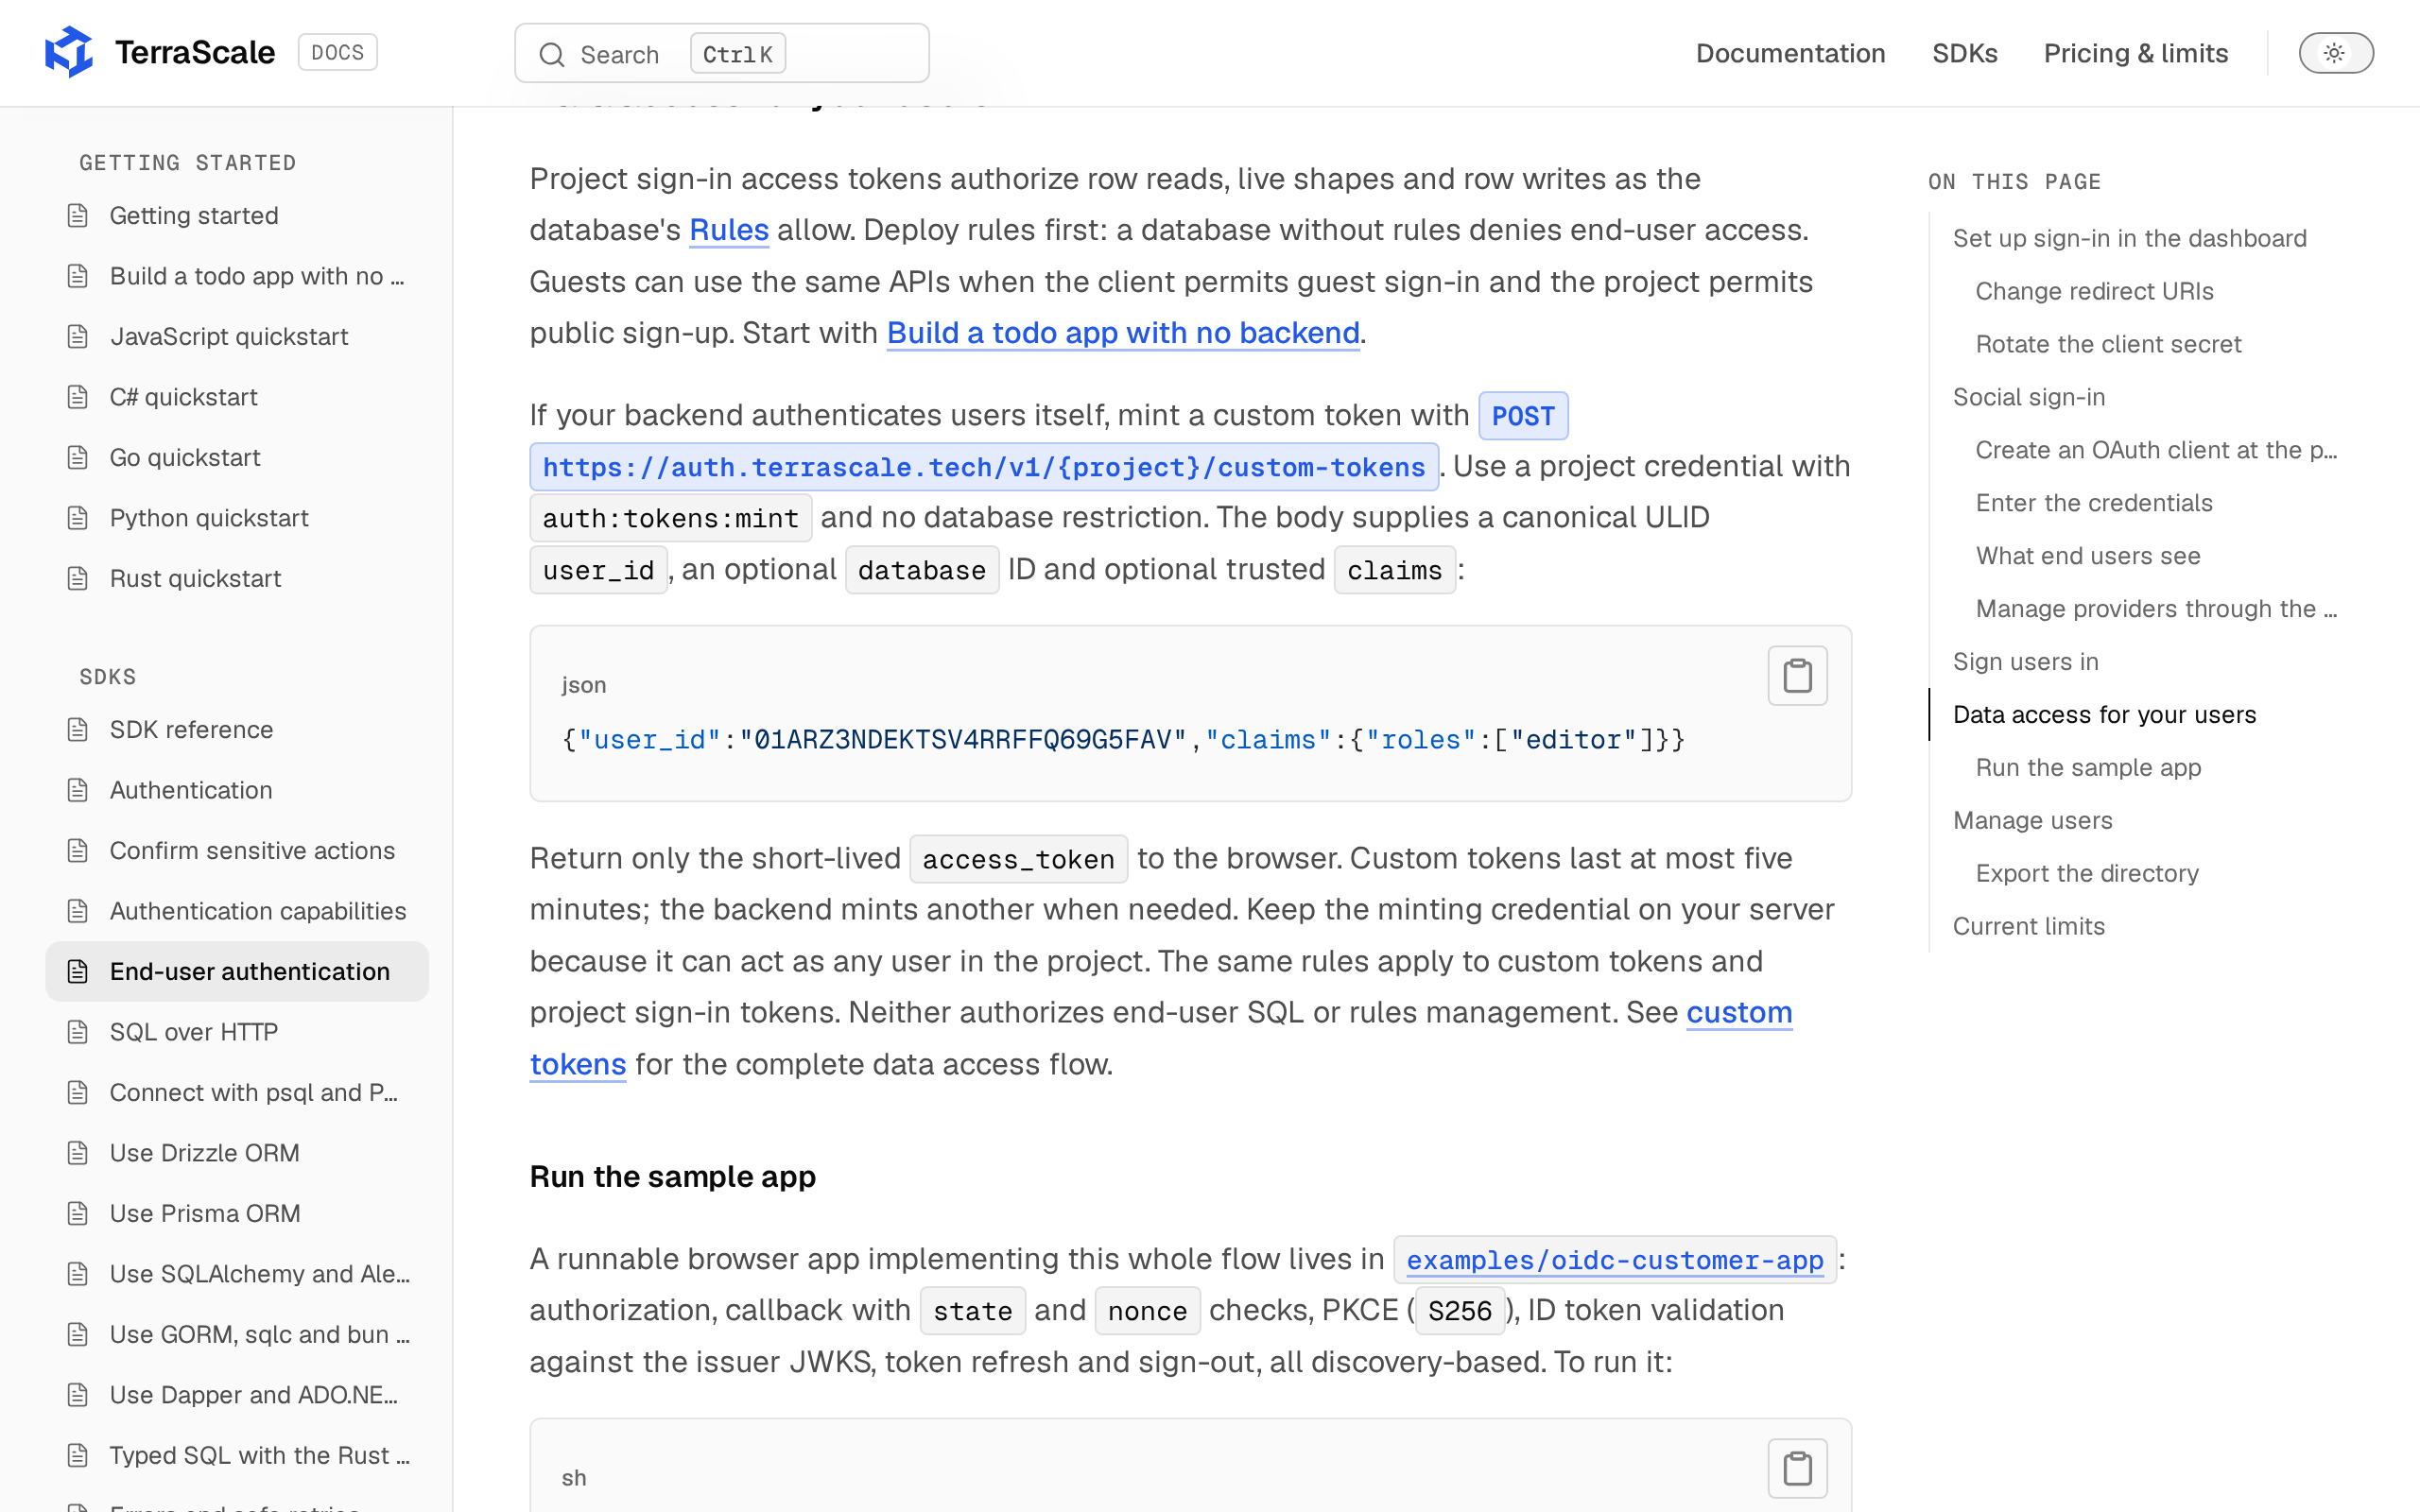 TerraScale DOCS
Search Ctrl K
Documentation SDKs Pricing & limits
GETTING STARTED
Getting started
Build a todo app with no ...
JavaScript quickstart
C# quickstart
Go quickstart
Python quickstart
Rust quickstart
SDKS
SDK reference
Authentication
Confirm sensitive actions
Authentication capabilities
End-user authentication
SQL over HTTP
Connect with psql and P...
Use Drizzle ORM
Use Prisma ORM
Use SQLAlchemy and Ale...
Use GORM, sqlc and bun ...
Use Dapper and ADO.NE...
Typed SQL with the Rust ...
Project sign-in access tokens authorize row reads, live shapes and row writes as the
database's Rules allow. Deploy rules first: a database without rules denies end-user access.
Guests can use the same APIs when the client permits guest sign-in and the project permits
public sign-up. Start with Build a todo app with no backend.
If your backend authenticates users itself, mint a custom token with POST
https://auth.terrascale.tech/v1/{project}/custom-tokens. Use a project credential with
auth:tokens:mint and no database restriction. The body supplies a canonical ULID
user_id, an optional database ID and optional trusted claims:
json
{"user_id":"01ARZ3NDEKTSV4RRFFQ69G5FAV","claims":{"roles":["editor"]}}
Return only the short-lived access_token to the browser. Custom tokens last at most five
minutes; the backend mints another when needed. Keep the minting credential on your server
because it can act as any user in the project. The same rules apply to custom tokens and
project sign-in tokens. Neither authorizes end-user SQL or rules management. See custom
tokens for the complete data access flow.
Run the sample app
A runnable browser app implementing this whole flow lives in examples/oidc-customer-app:
authorization, callback with state and nonce checks, PKCE (S256), ID token validation
against the issuer JWKS, token refresh and sign-out, all discovery-based. To run it:
sh
ON THIS PAGE
Set up sign-in in the dashboard
Change redirect URIs
Rotate the client secret
Social sign-in
Create an OAuth client at the p...
Enter the credentials
What end users see
Manage providers through the ...
Sign users in
Data access for your users
Run the sample app
Manage users
Export the directory
Current limits